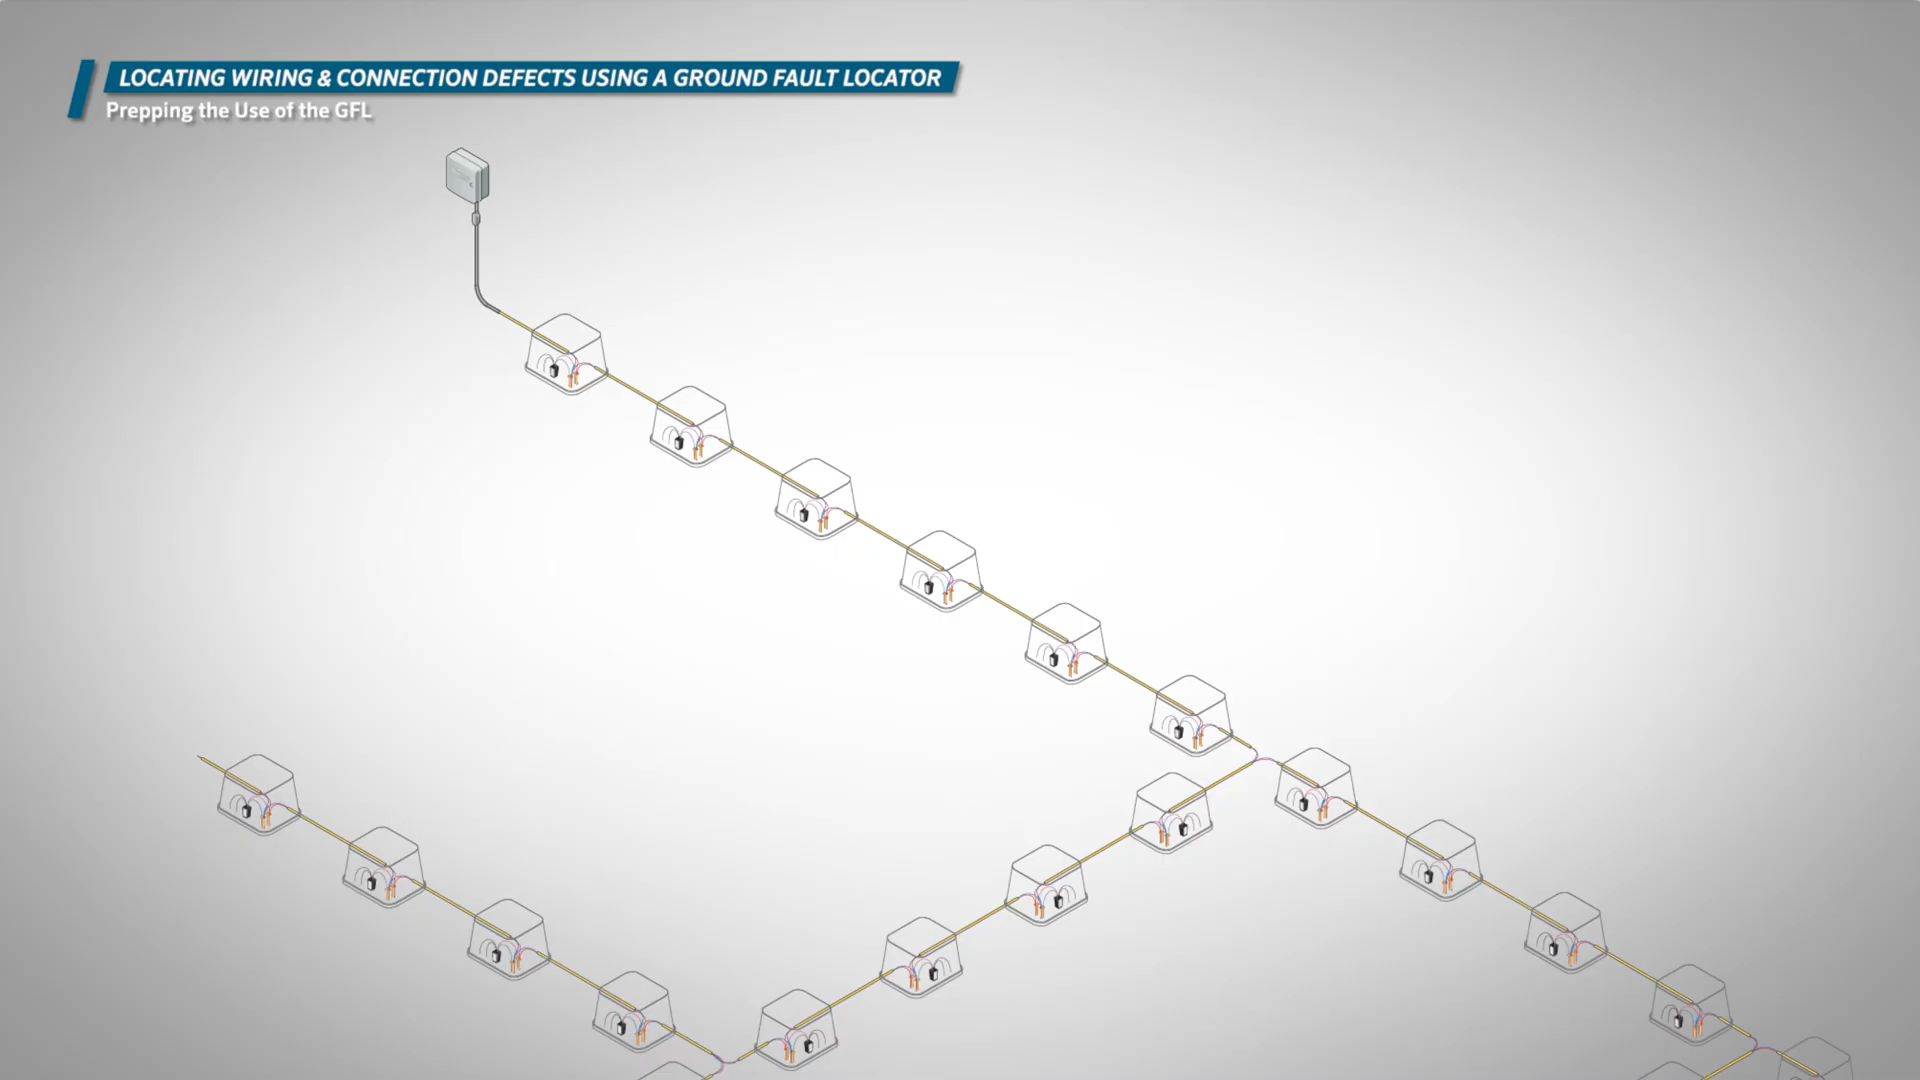 LOCATING WIRING & CONNECTION DEFECTS USING A GROUND FAULT LOCATOR
Prepping the Use of the GFL